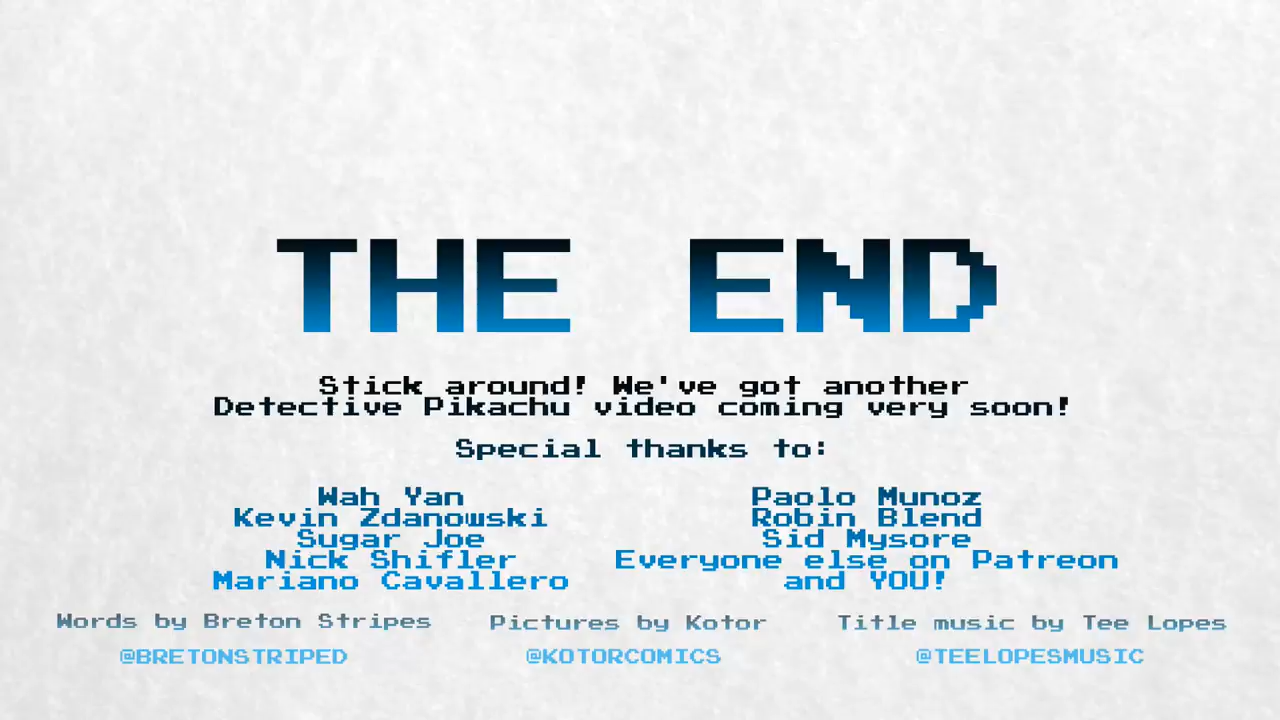 THE END
Stick around! We've got another
Detective Pikachu video coming very soon!
Special thanks to:
Wah Yan
Kevin Zdanowski
Sugar Joe
Nick Shifler
Mariano Cavallero
Paolo Munoz
Robin Blend
Sid Mysore
Everyone else on Patreon
and YOU!
Words by Breton Stripes
@BRETONSTRIPED
Pictures by Kotor
@KOTORCOMICS
Title music by Tee Lopes
@TEELOPESMUSIC